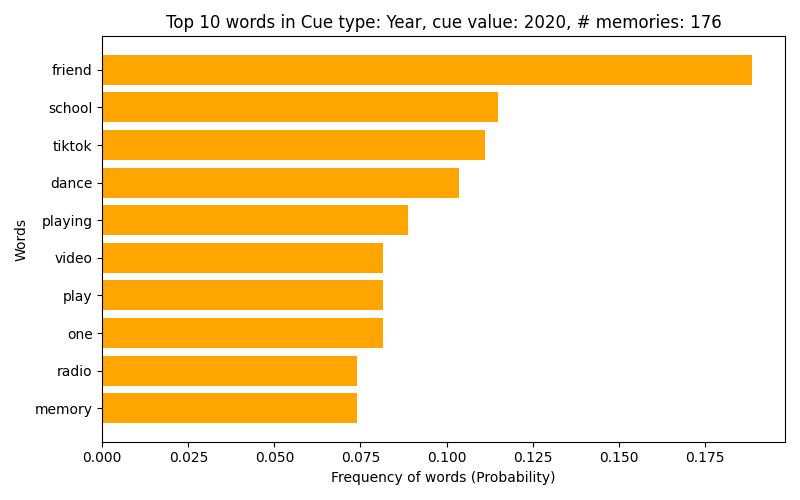 Top 10 words in Cue type: Year, cue value: 2020, # memories: 176
friend
school
tiktok
dance
playing
video
play
one
radio
memory
Words
0.000 0.025 0.050 0.075 0.100 0.125 0.150 0.175
Frequency of words (Probability)